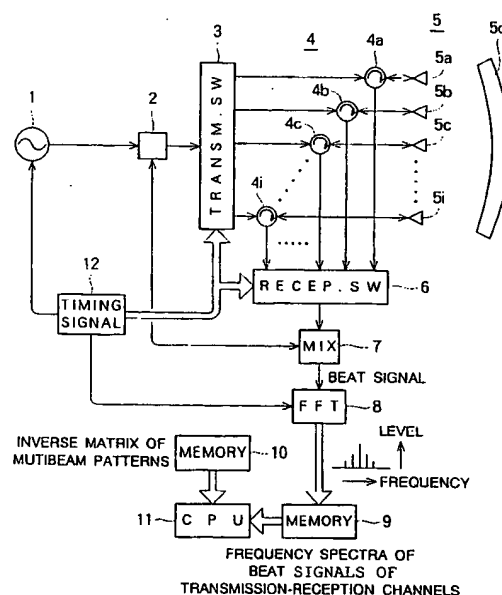 3
4
5
4a
5o
5a
1
2
4b
5b
TRANSM.SW
4c
5c
4i
5i
12
TIMING
SIGNAL
RECEP.SW
6
MIX
7
BEAT SIGNAL
FFT
8
LEVEL
INVERSE MATRIX OF
MUTIBEAM PATTERNS
MEMORY
10
FREQUENCY
11
CPU
MEMORY
9
FREQUENCY SPECTRA OF
BEAT SIGNALS OF
TRANSMISSION-RECEPTION CHANNELS